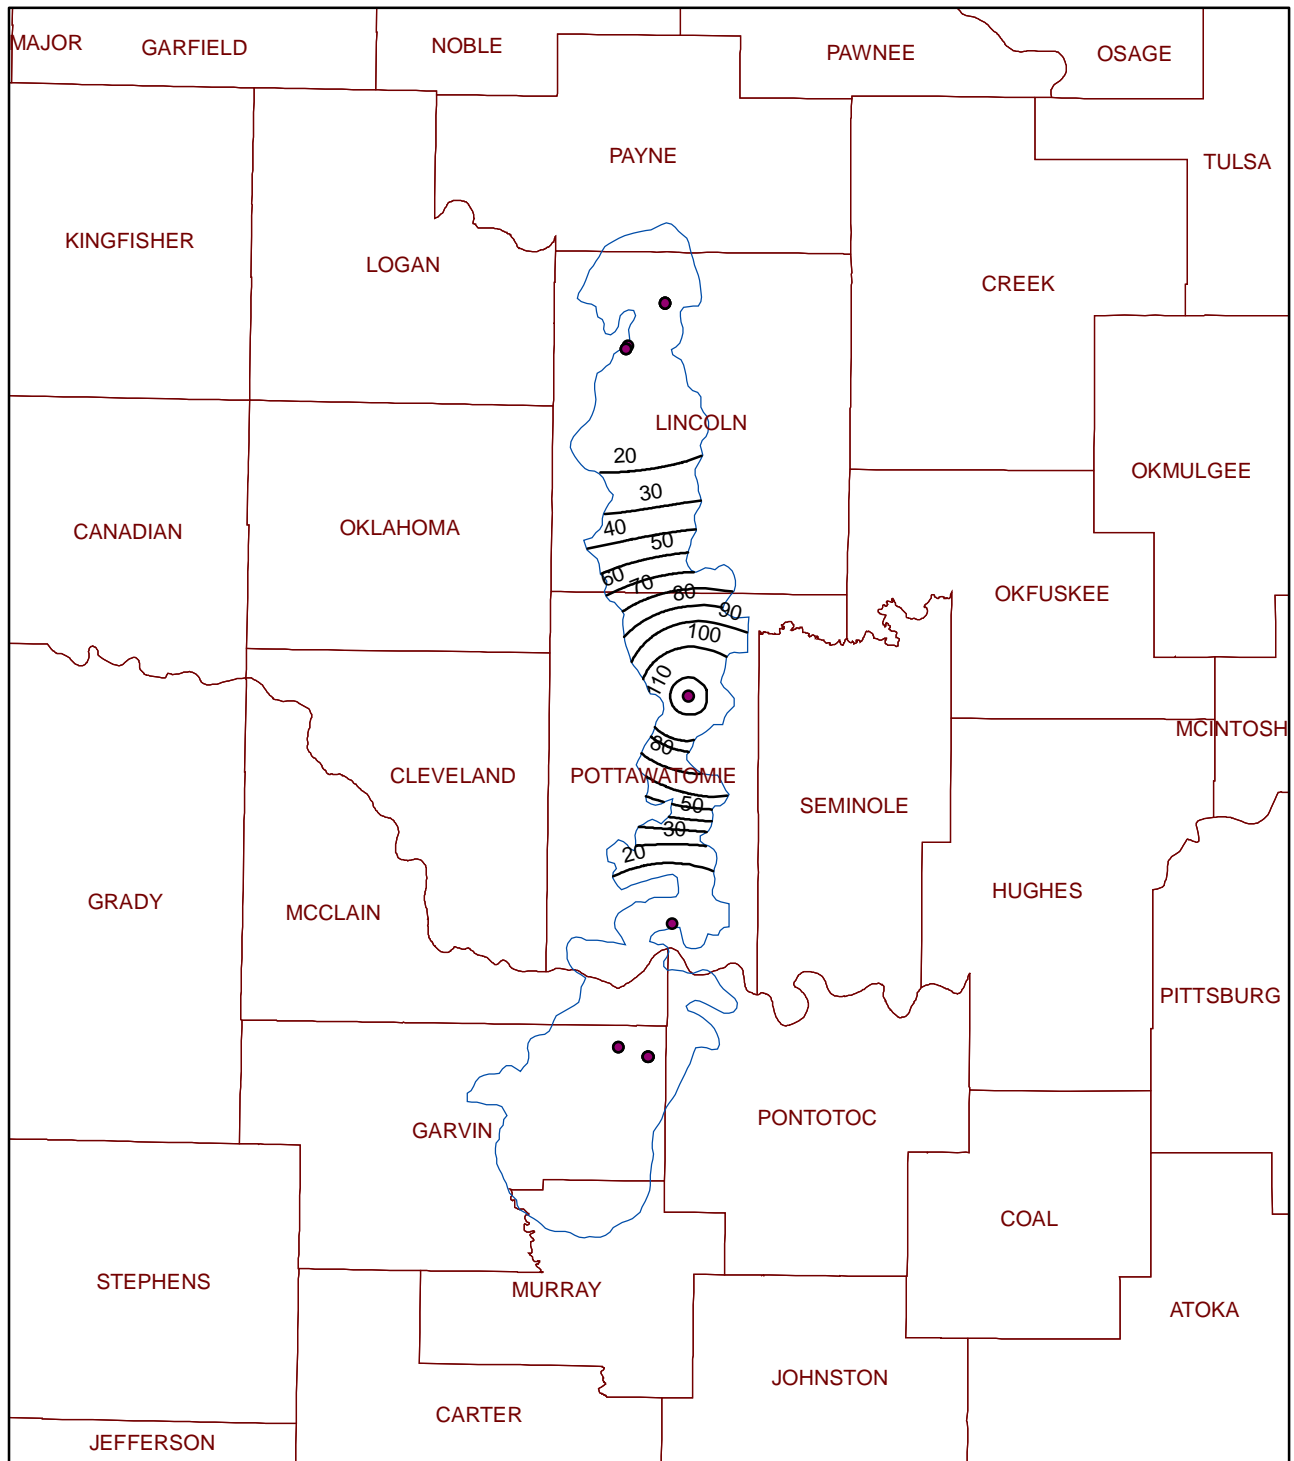 MAJOR
GARFIELD
NOBLE
PAWNEE
OSAGE
PAYNE
TULSA
KINGFISHER
LOGAN
CREEK
LINCOLN
20
OKMULGEE
30
CANADIAN
OKLAHOMA
40
50
60
70
80
OKFUSKEE
90
100
110
MCINTOSH
80
CLEVELAND
POTTAWATOMIE
50
SEMINOLE
30
20
GRADY
MCCLAIN
HUGHES
PITTSBURG
GARVIN
PONTOTOC
COAL
STEPHENS
MURRAY
ATOKA
JOHNSTON
CARTER
JEFFERSON